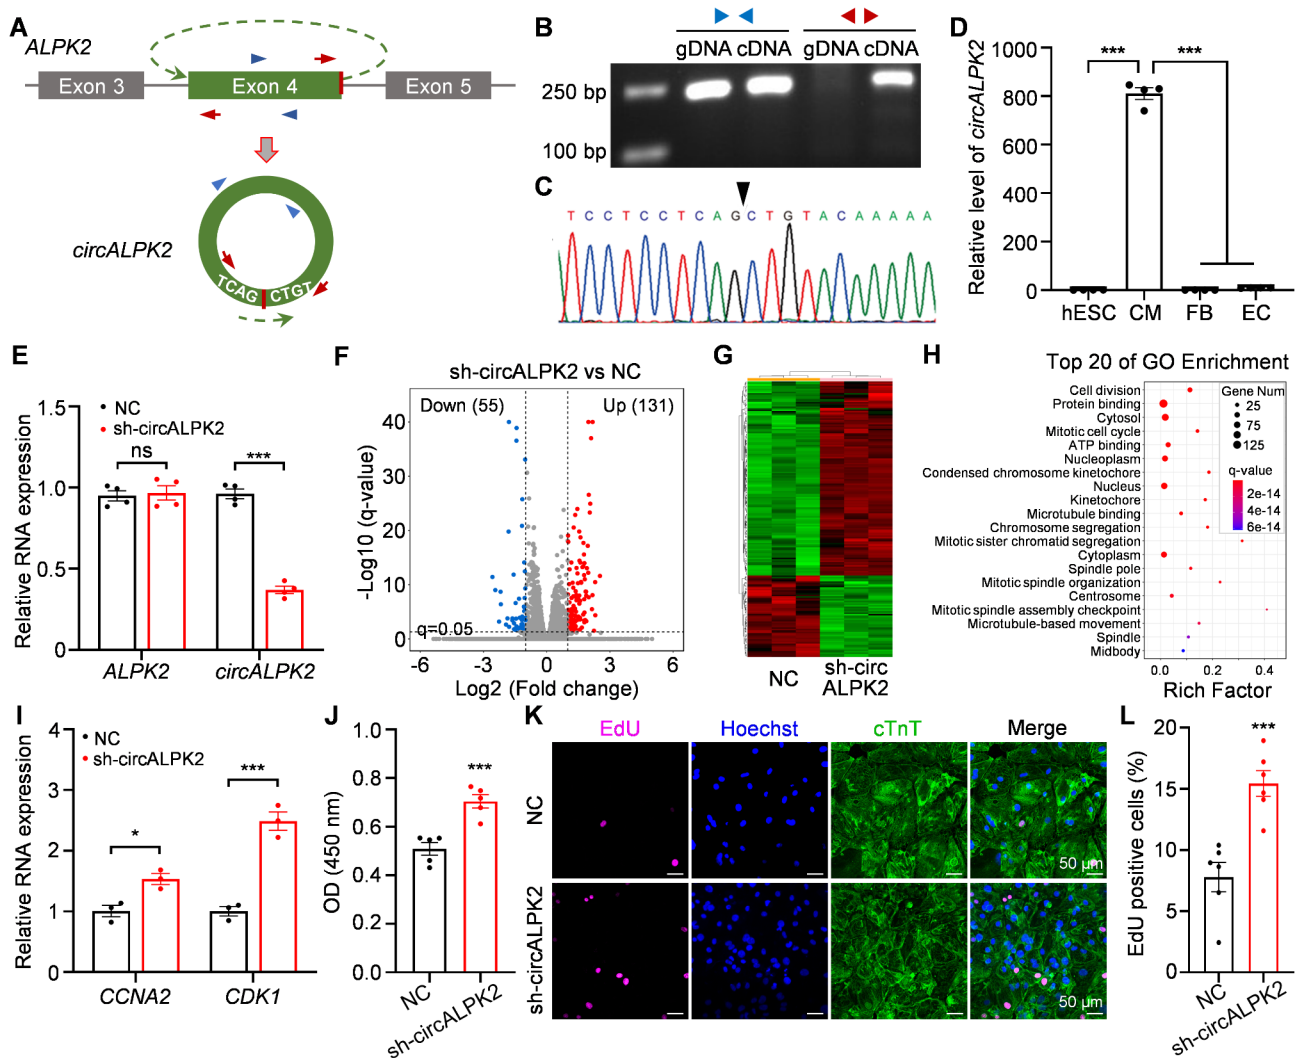 A
ALPK2
Exon 3
Exon 4
Exon 5
circALPK2
TCAG CTGT
B
gDNA cDNA gDNA cDNA
250 bp
100 bp
C
T C C T C C T C A G C T G T A C A A A A A
D
Relative level of circALPK2
1000
800
600
400
200
0
*** ***
hESC CM FB EC
E
Relative RNA expression
1.5
1.0
0.5
0
NC
sh-circALPK2
ns ***
ALPK2 circALPK2
F
sh-circALPK2 vs NC
Down (55) Up (131)
-Log10 (q-value)
40
30
20
10
0
q=0.05
-6 -3 0 3 6
Log2 (Fold change)
G
NC
sh-circ
ALPK2
H
Top 20 of GO Enrichment
Cell division
Protein binding
Cytosol
Mitotic cell cycle
ATP binding
Nucleoplasm
Condensed chromosome kinetochore
Nucleus
Kinetochore
Microtubule binding
Chromosome segregation
Mitotic sister chromatid segregation
Cytoplasm
Spindle pole
Mitotic spindle organization
Centrosome
Mitotic spindle assembly checkpoint
Microtubule-based movement
Spindle
Midbody
Gene Num
25
75
125
q-value
2e-14
4e-14
6e-14
0.0 0.2 0.4
Rich Factor
I
Relative RNA expression
4
3
2
1
0
NC
sh-circALPK2
* ***
CCNA2 CDK1
J
OD (450 nm)
1.0
0.8
0.6
0.4
0.2
0.0
***
NC
sh-circALPK2
K
EdU Hoechst cTnT Merge
NC
50 µm
sh-circALPK2
50 µm
L
EdU positive cells (%)
20
15
10
5
0
***
NC
sh-circALPK2